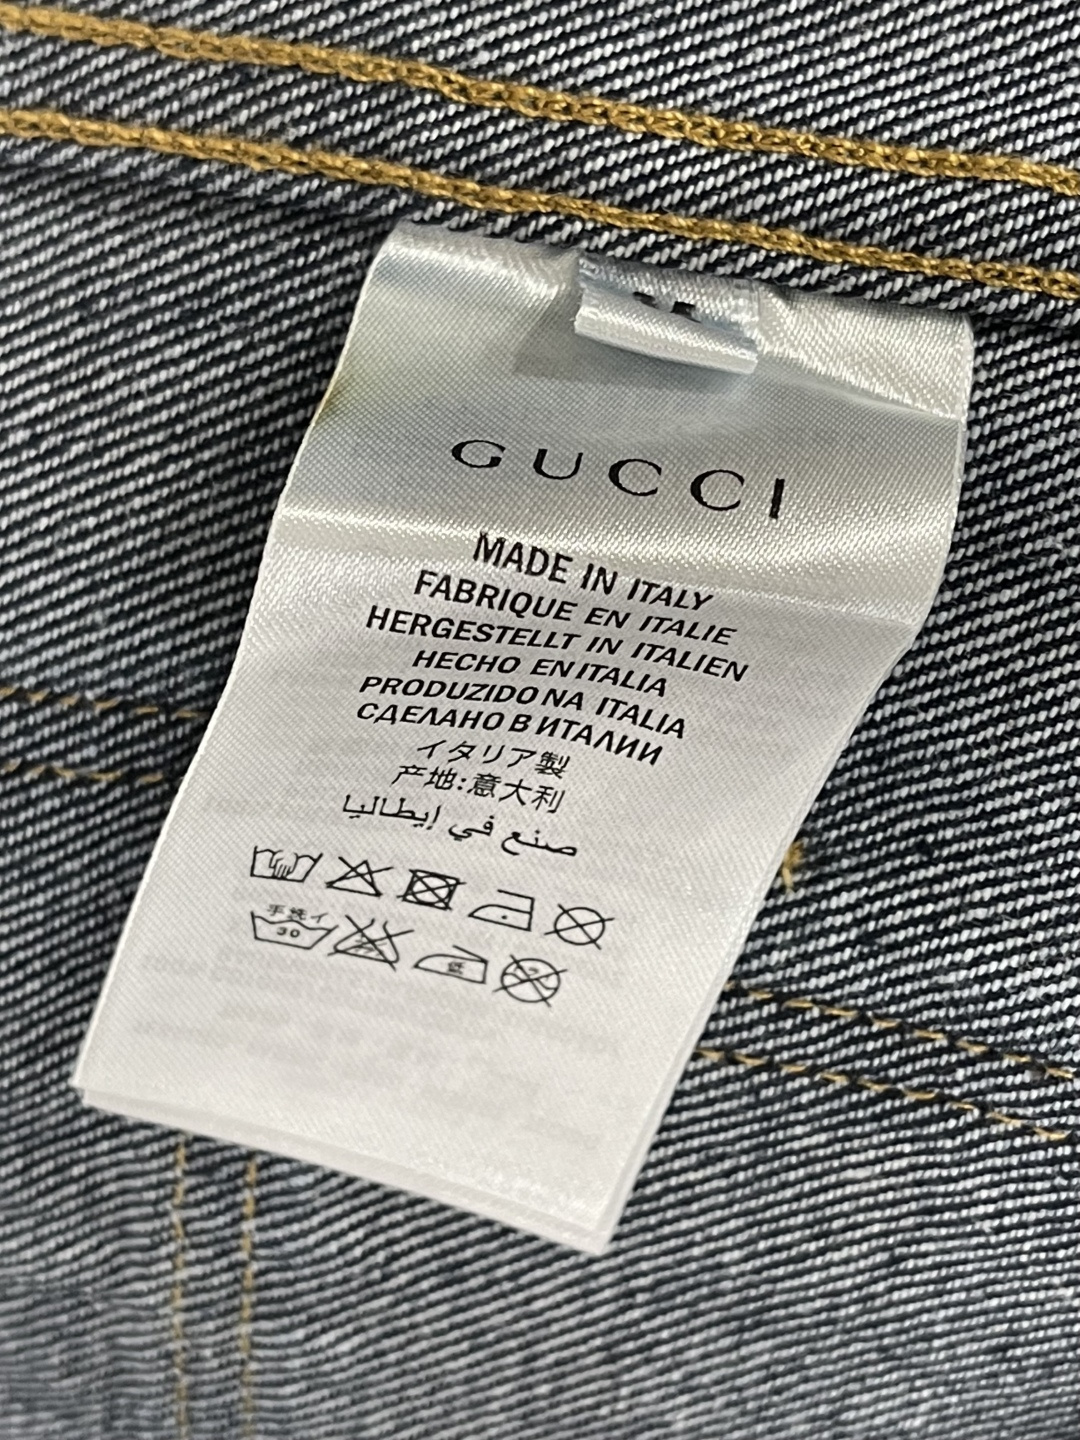 GUCCI
MADE IN ITALY
FABRIQUE EN ITALIE
HERGESTELLT IN ITALIEN
HECHO EN ITALIA
PRODUZIDO NA ITALIA
СДЕЛАНО В ИТАЛИИ
イタリア製
产地:意大利
صنع في إيطاليا
手洗イ
30
低